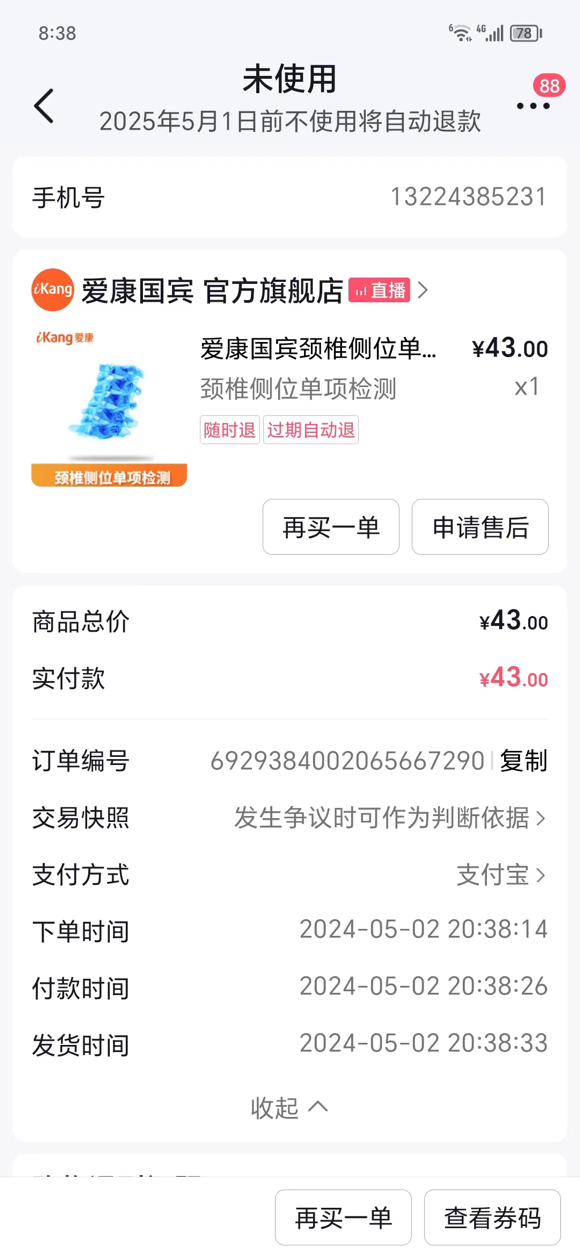 8:38
6 4G 78
未使用
88
2025年5月1日前不使用将自动退款
手机号 13224385231
iKang 爱康国宾 官方旗舰店 直播
iKang爱康
爱康国宾颈椎侧位单... ¥43.00
颈椎侧位单项检测 x1
随时退 过期自动退
颈椎侧位单项检测
再买一单 申请售后
商品总价 ¥43.00
实付款 ¥43.00
订单编号 6929384002065667290 复制
交易快照 发生争议时可作为判断依据
支付方式 支付宝
下单时间 2024-05-02 20:38:14
付款时间 2024-05-02 20:38:26
发货时间 2024-05-02 20:38:33
收起
再买一单 查看券码